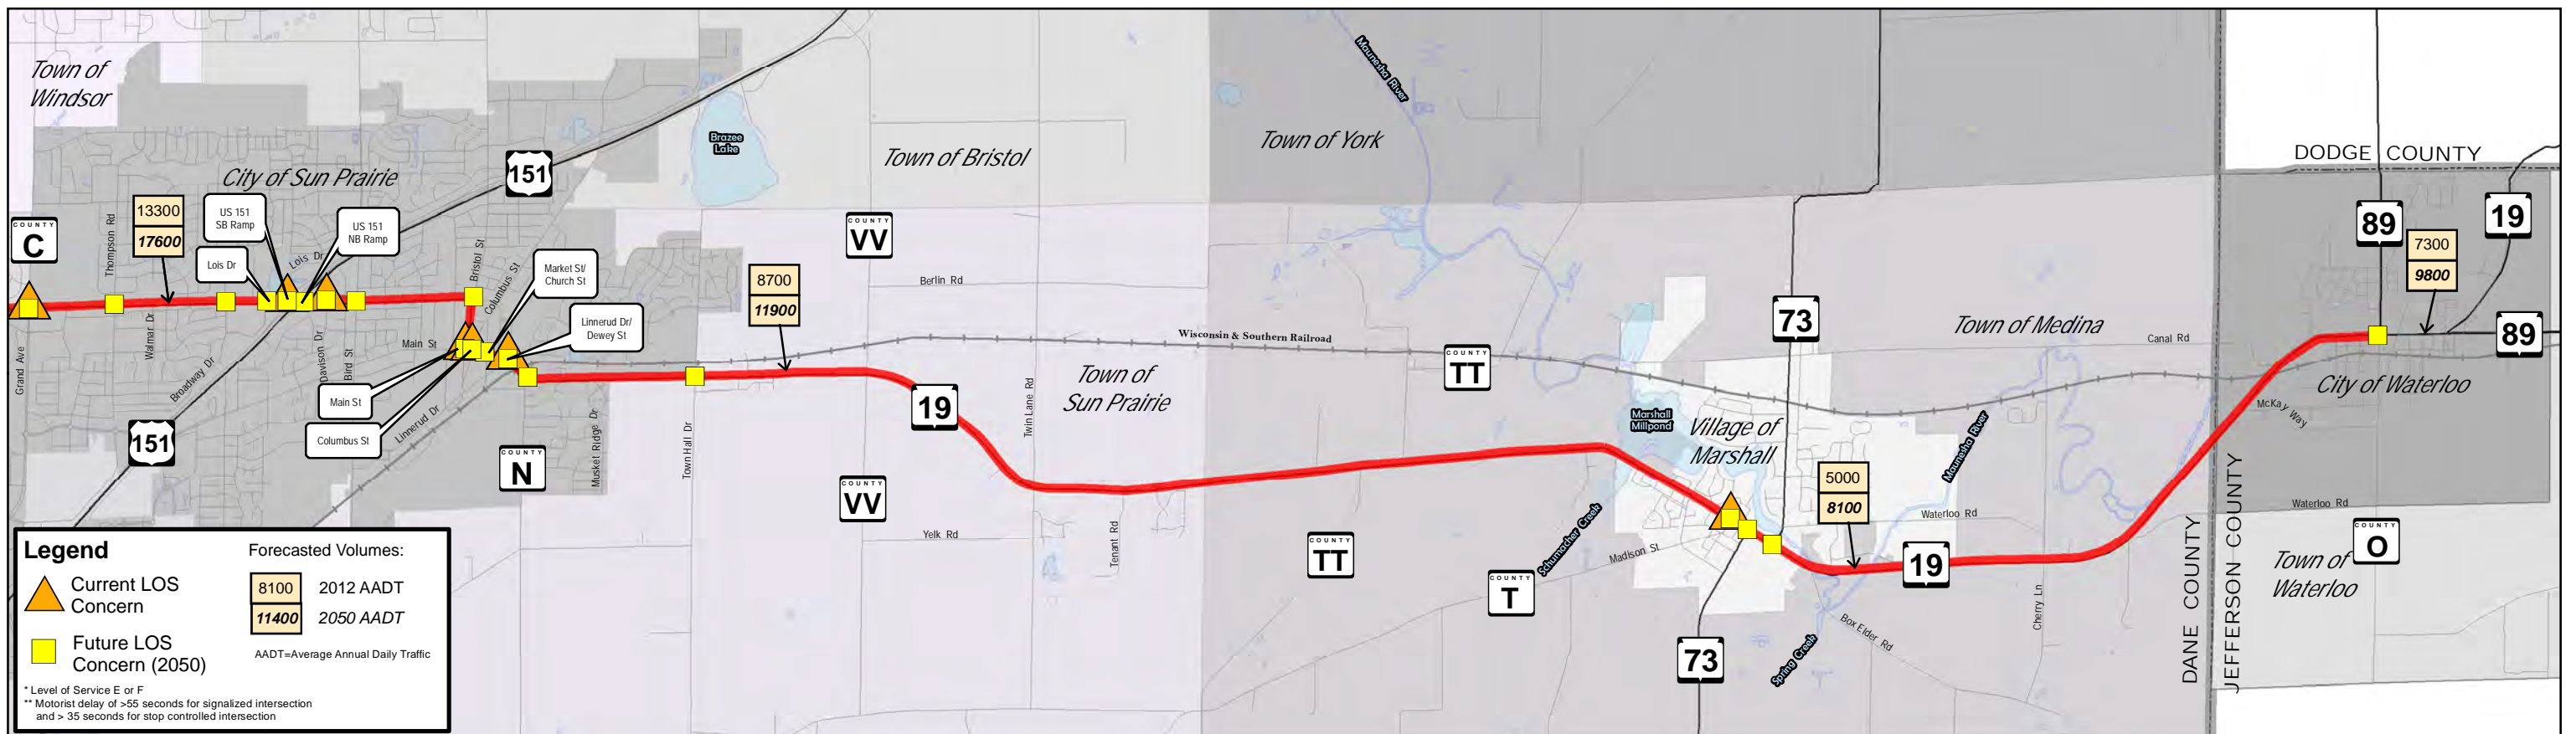 Town of
Windsor
City of Sun Prairie
151
Brazee
Lake
Town of Bristol
Town of York
Maunesha River
DODGE COUNTY
COUNTY
C
Thompson Rd
13300
17600
US 151
SB Ramp
US 151
NB Ramp
Lois Dr
Lois Dr
Bristol St
Columbus St
Market St/
Church St
Linnerud Dr/
Dewey St
8700
11900
COUNTY
VV
Berlin Rd
Wisconsin & Southern Railroad
73
Town of Medina
Canal Rd
89
7300
9800
19
89
City of Waterloo
McKay Way
Grand Ave
Walmar Dr
Broadway Dr
Davison Dr
Bird St
Main St
Main St
Columbus St
Linnerud Dr
151
COUNTY
N
Musket Ridge Dr
Town Hall Dr
19
Twin Lane Rd
Town of
Sun Prairie
COUNTY
TT
Marshall
Millpond
Village of
Marshall
Maunesha River
5000
8100
COUNTY
VV
Yelk Rd
Tenant Rd
COUNTY
TT
Schumacher Creek
COUNTY
T
Madison St
73
Waterloo Rd
19
Box Elder Rd
Spring Creek
Cherry Ln
DANE COUNTY
JEFFERSON COUNTY
Waterloo Rd
COUNTY
O
Town of
Waterloo
Legend
Forecasted Volumes:
Current LOS
Concern
8100 2012 AADT
11400 2050 AADT
Future LOS
Concern (2050)
AADT=Average Annual Daily Traffic
* Level of Service E or F
** Motorist delay of >55 seconds for signalized intersection
and > 35 seconds for stop controlled intersection